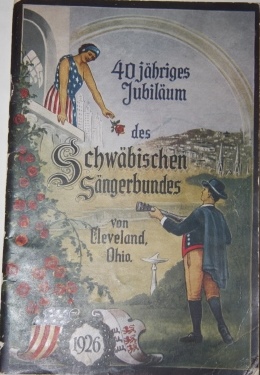 40 jähriges
Jubiläum
des
Schwäbischen
Sängerbundes
von
Cleveland,
Ohio.
1926